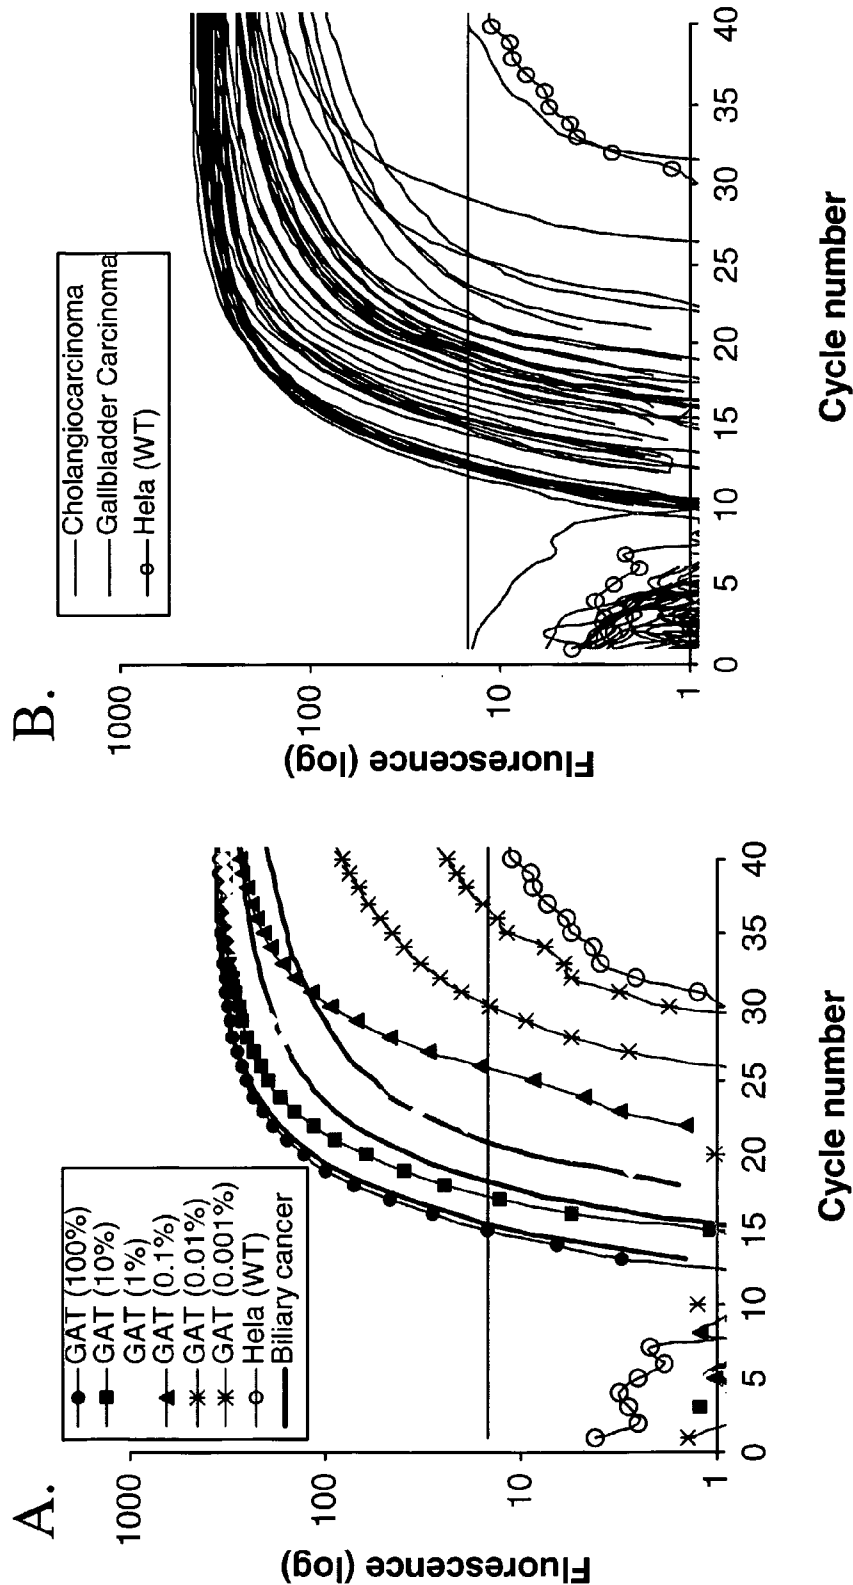 A.
1000
100
10
1
Fluorescence (log)
GAT (100%)
GAT (10%)
GAT (1%)
GAT (0.1%)
GAT (0.01%)
GAT (0.001%)
Hela (WT)
Biliary cancer
0 5 10 15 20 25 30 35 40
Cycle number
B.
1000
100
10
1
Fluorescence (log)
Cholangiocarcinoma
Gallbladder Carcinoma
Hela (WT)
0 5 10 15 20 25 30 35 40
Cycle number